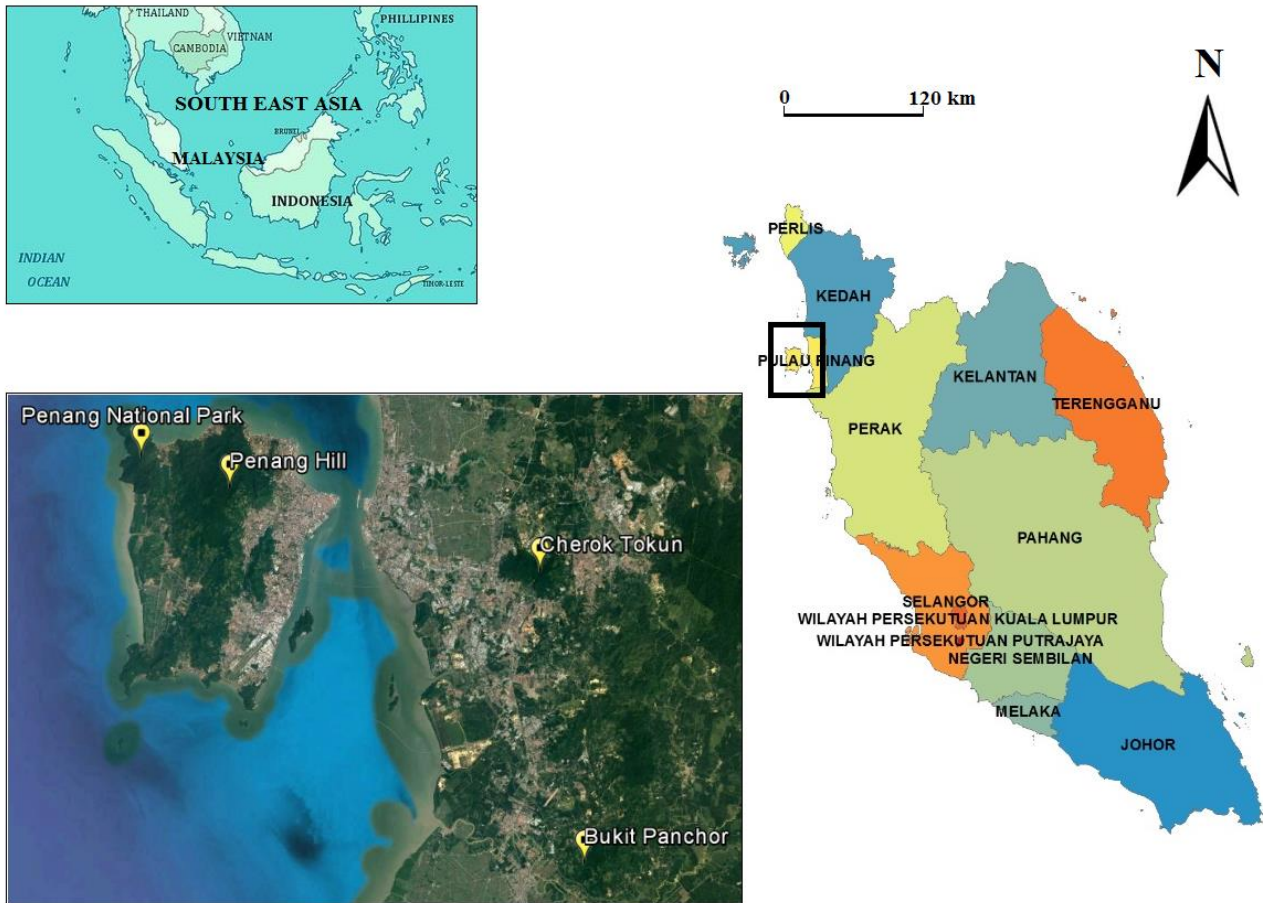 THAILAND
PHILLIPINES
VIETNAM
CAMBODIA
SOUTH EAST ASIA
BRUNEI
MALAYSIA
INDONESIA
INDIAN
OCEAN
TIMOR-LESTE
N
0 120 km
PERLIS
KEDAH
PULAU PINANG
KELANTAN
TERENGGANU
PERAK
PAHANG
SELANGOR
WILAYAH PERSEKUTUAN KUALA LUMPUR
WILAYAH PERSEKUTUAN PUTRAJAYA
NEGERI SEMBILAN
MELAKA
JOHOR
Penang National Park
Penang Hill
Cherok Tokun
Bukit Panchor